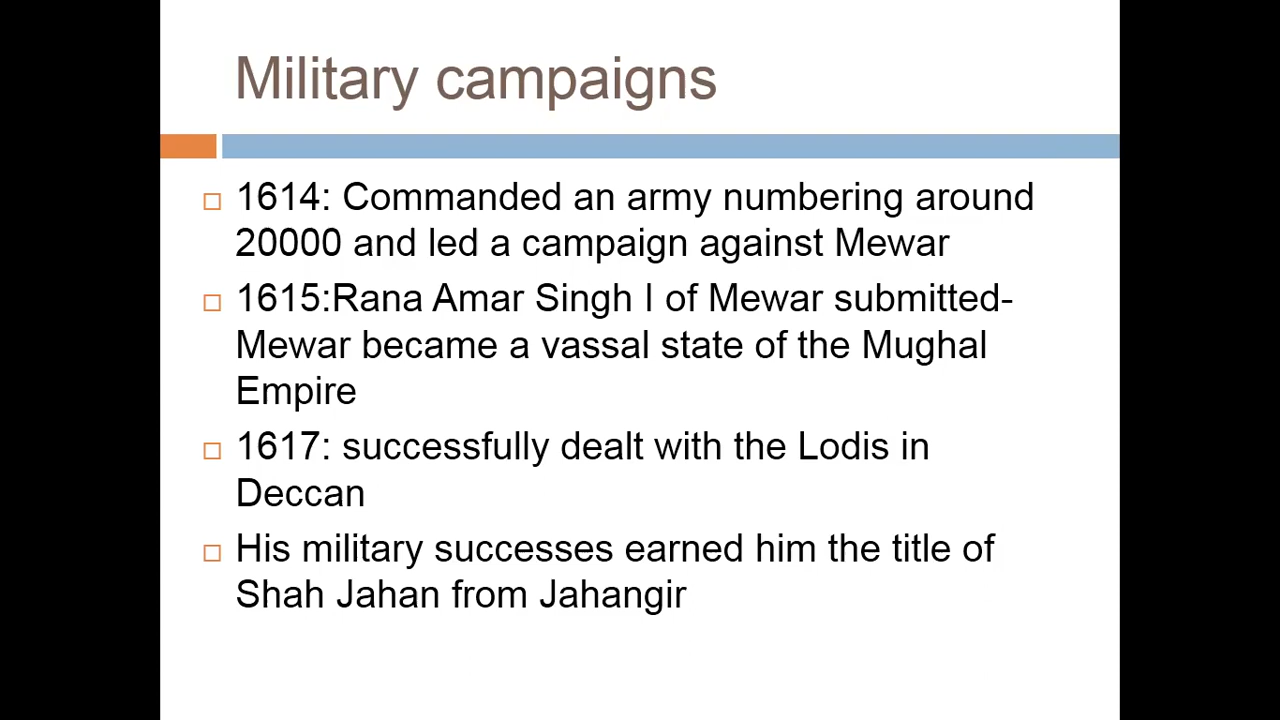 Military campaigns
1614: Commanded an army numbering around
20000 and led a campaign against Mewar
1615:Rana Amar Singh I of Mewar submitted-
Mewar became a vassal state of the Mughal
Empire
1617: successfully dealt with the Lodis in
Deccan
His military successes earned him the title of
Shah Jahan from Jahangir